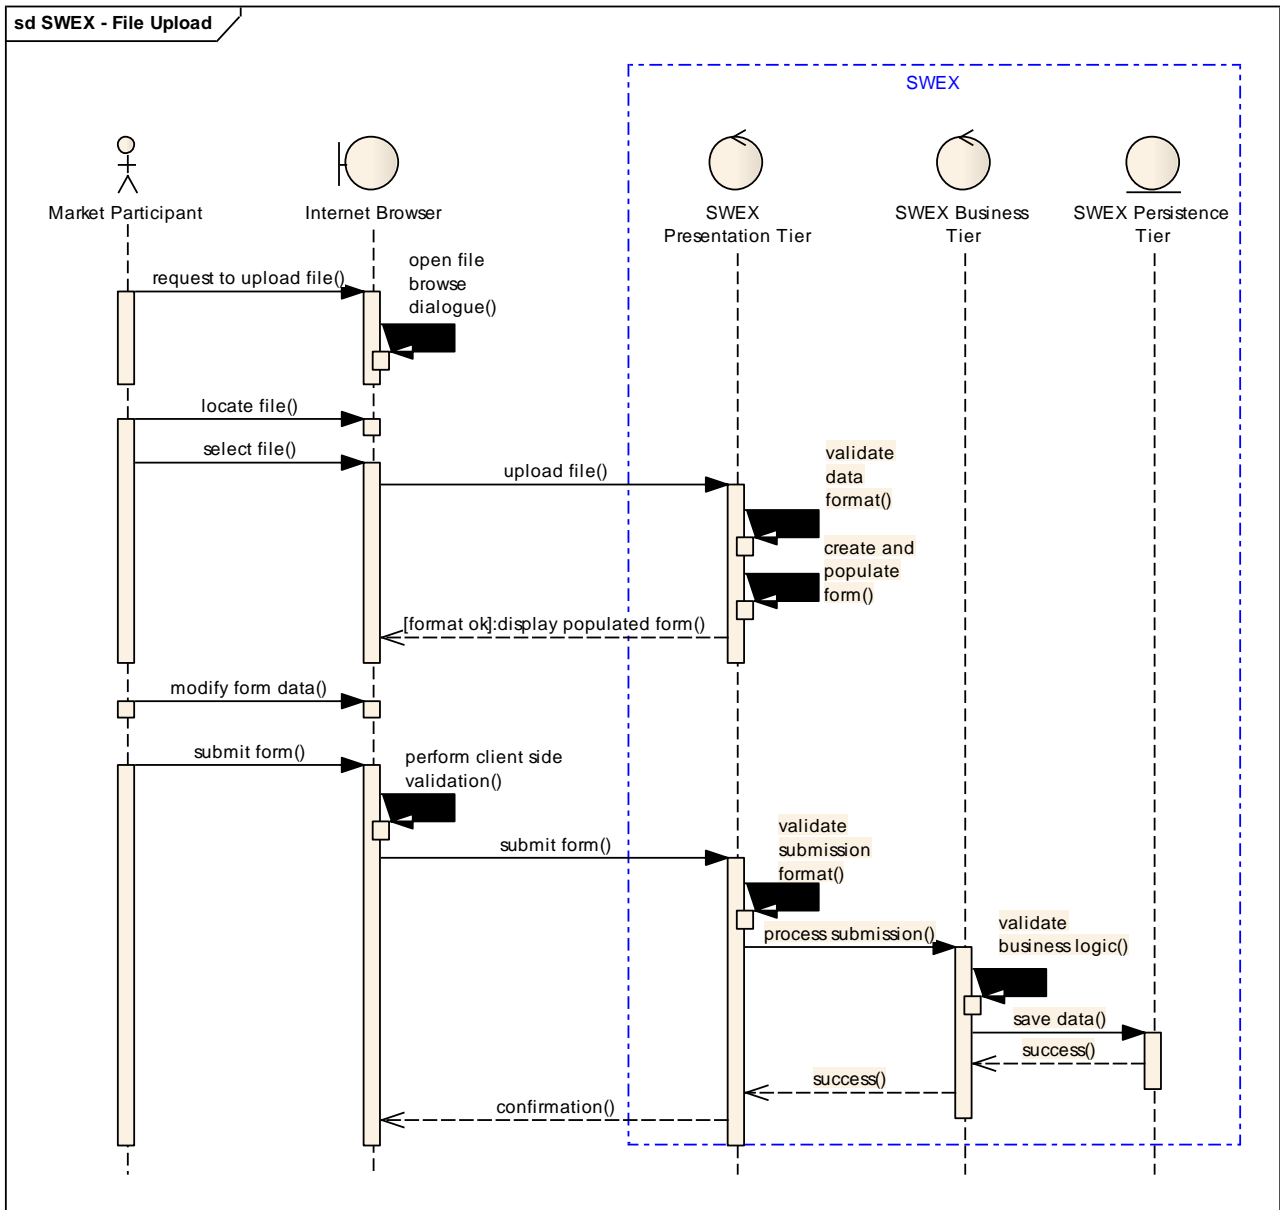 sd SWEX - File Upload
SWEX
Market Participant
Internet Browser
SWEX
Presentation Tier
SWEX Business
Tier
SWEX Persistence
Tier
request to upload file()
open file
browse
dialogue()
locate file()
select file()
upload file()
validate
data
format()
create and
populate
form()
[format ok]:display populated form()
modify form data()
submit form()
perform client side
validation()
submit form()
validate
submission
format()
process submission()
validate
business logic()
save data()
success()
success()
confirmation()